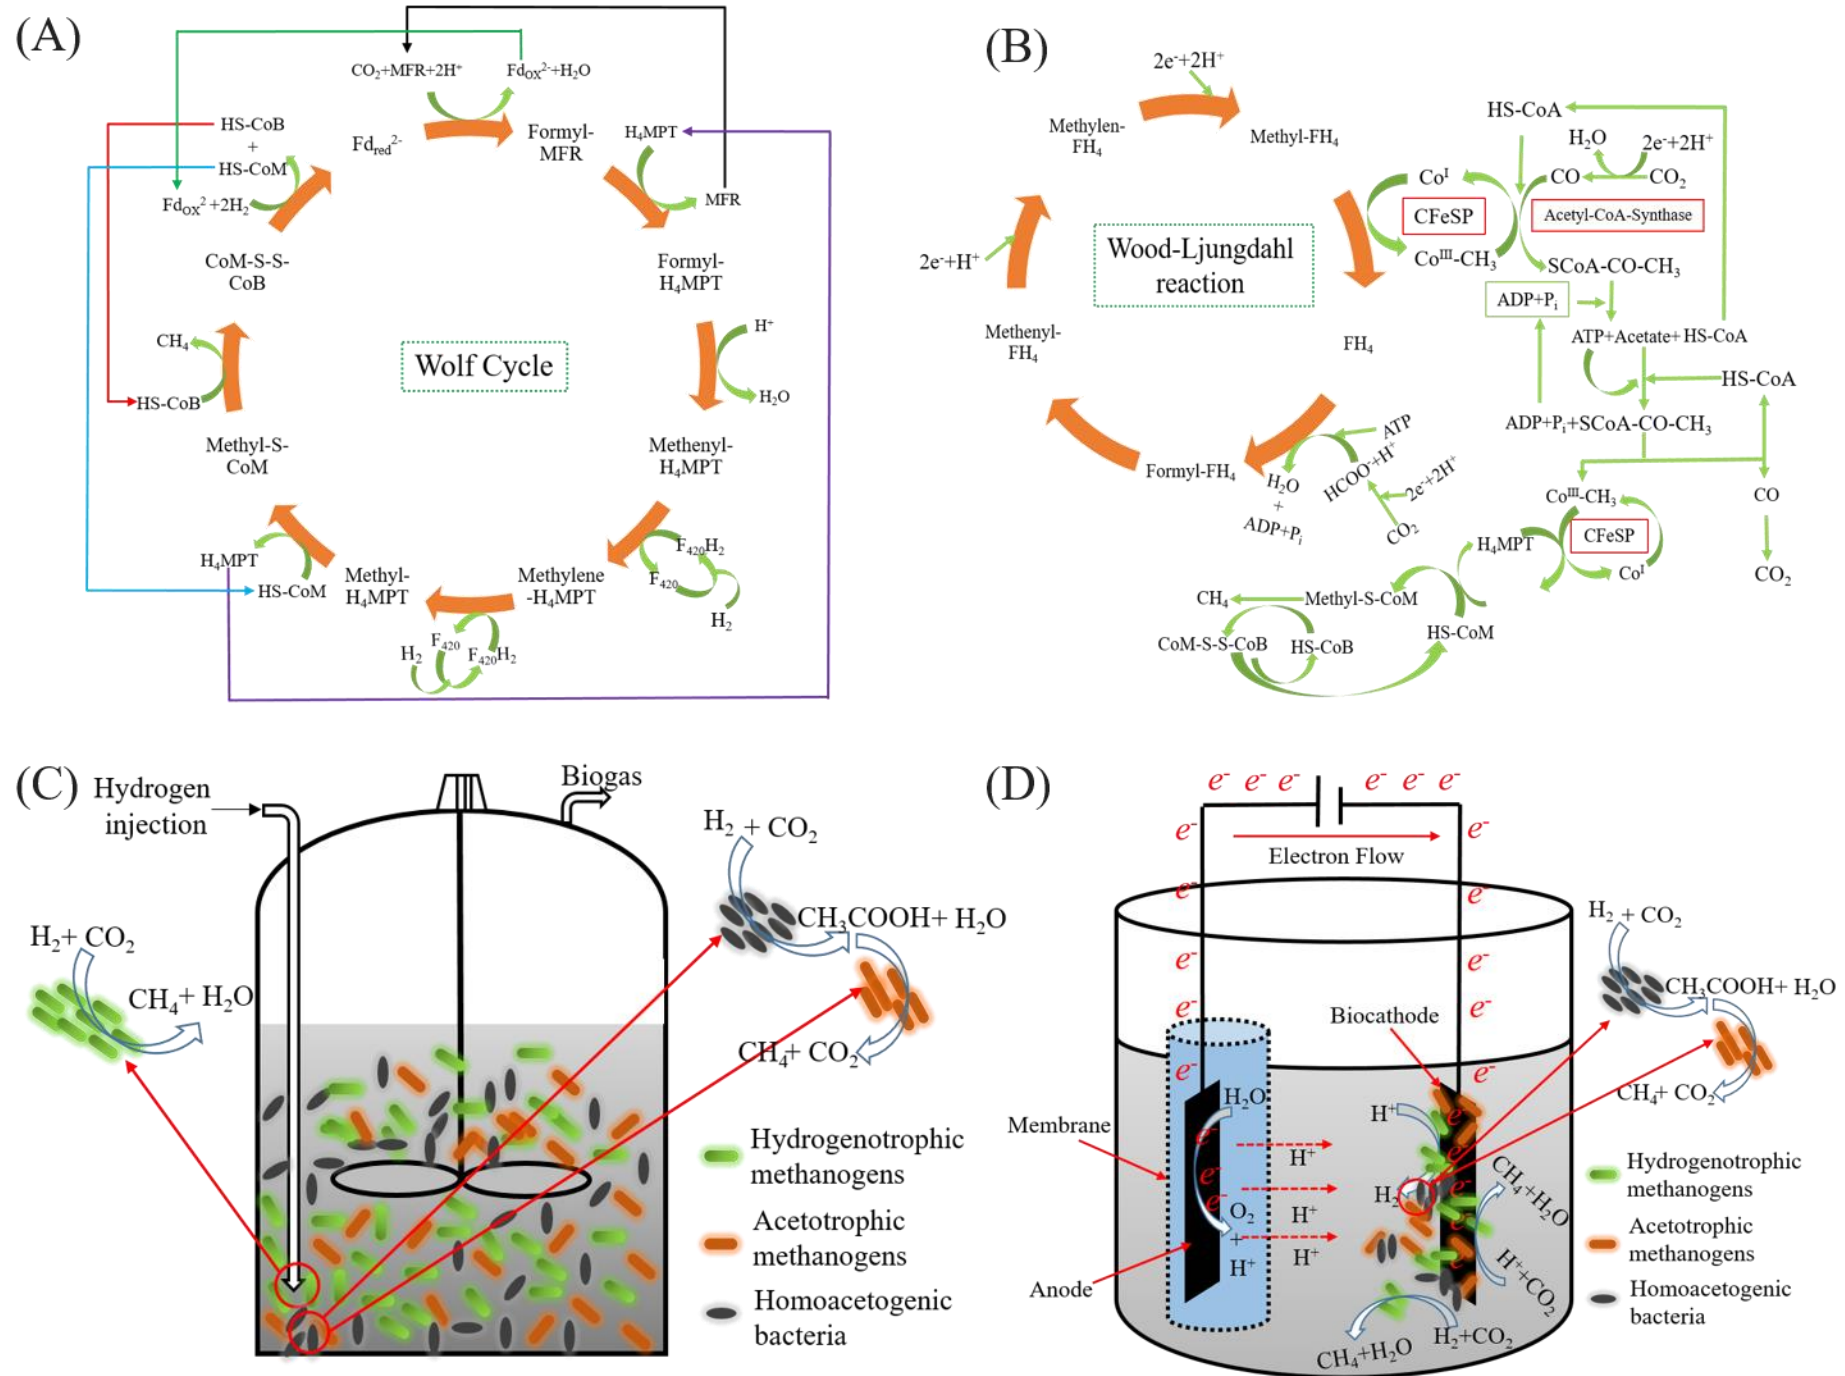 (A)
CO₂+MFR+2H⁺
Fdₒₓ²⁻+H₂O
HS-CoB
+
HS-CoM
Fdₒₓ²+2H₂
Fd_red²⁻
Formyl-
MFR
H₄MPT
MFR
CoM-S-S-
CoB
Formyl-
H₄MPT
CH₄
HS-CoB
Wolf Cycle
H⁺
H₂O
Methyl-S-
CoM
Methenyl-
H₄MPT
H₄MPT
HS-CoM
Methyl-
H₄MPT
Methylene
-H₄MPT
F₄₂₀H₂
F₄₂₀
H₂
H₂
F₄₂₀
F₄₂₀H₂
(B)
2e⁻+2H⁺
Methylen-
FH₄
Methyl-FH₄
HS-CoA
H₂O
2e⁻+2H⁺
Coᴵ
CO
CO₂
CFeSP
Acetyl-CoA-Synthase
Coᴵᴵᴵ-CH₃
SCoA-CO-CH₃
2e⁻+H⁺
Wood-Ljungdahl
reaction
ADP+Pᵢ
Methenyl-
FH₄
FH₄
ATP+Acetate+HS-CoA
HS-CoA
ADP+Pᵢ+SCoA-CO-CH₃
Formyl-FH₄
ATP
H₂O
+
ADP+Pᵢ
HCOO⁻+H⁺
2e⁻+2H⁺
CO₂
Coᴵᴵᴵ-CH₃
CO
H₄MPT
CFeSP
Coᴵ
CO₂
CH₄
Methyl-S-CoM
CoM-S-S-CoB
HS-CoB
HS-CoM
(C)
Hydrogen
injection
Biogas
H₂ + CO₂
CH₃COOH+ H₂O
H₂+ CO₂
CH₄+ H₂O
CH₄+ CO₂
Hydrogenotrophic
methanogens
Acetotrophic
methanogens
Homoacetogenic
bacteria
(D)
e⁻ e⁻ e⁻ e⁻ e⁻ e⁻
e⁻ e⁻
Electron Flow
e⁻ e⁻
e⁻ e⁻
e⁻ e⁻
e⁻ e⁻
H₂ + CO₂
CH₃COOH+ H₂O
CH₄+ CO₂
Biocathode
Membrane
Anode
H₂O
e⁻
e⁻
e⁻
O₂
+
H⁺
H⁺
H⁺
H⁺
H⁺
H₂
e⁻
e⁻
e⁻
e⁻
e⁻
CH₄+H₂O
H⁺+CO₂
H₂+CO₂
CH₄+H₂O
Hydrogenotrophic
methanogens
Acetotrophic
methanogens
Homoacetogenic
bacteria